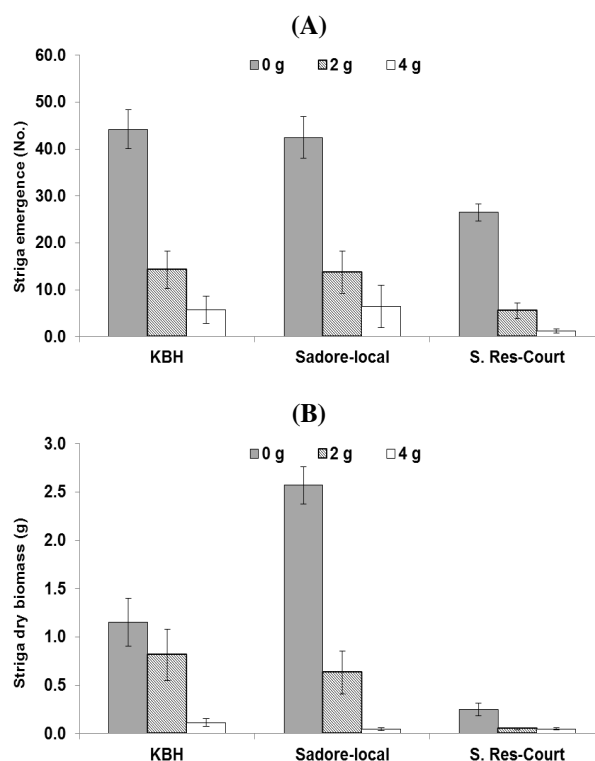 (A)
60.0
50.0
40.0
30.0
20.0
10.0
0.0
Striga emergence (No.)
0 g 2 g 4 g
KBH Sadore-local S. Res-Court
(B)
3.0
2.5
2.0
1.5
1.0
0.5
0.0
Striga dry biomass (g)
0 g 2 g 4 g
KBH Sadore-local S. Res-Court